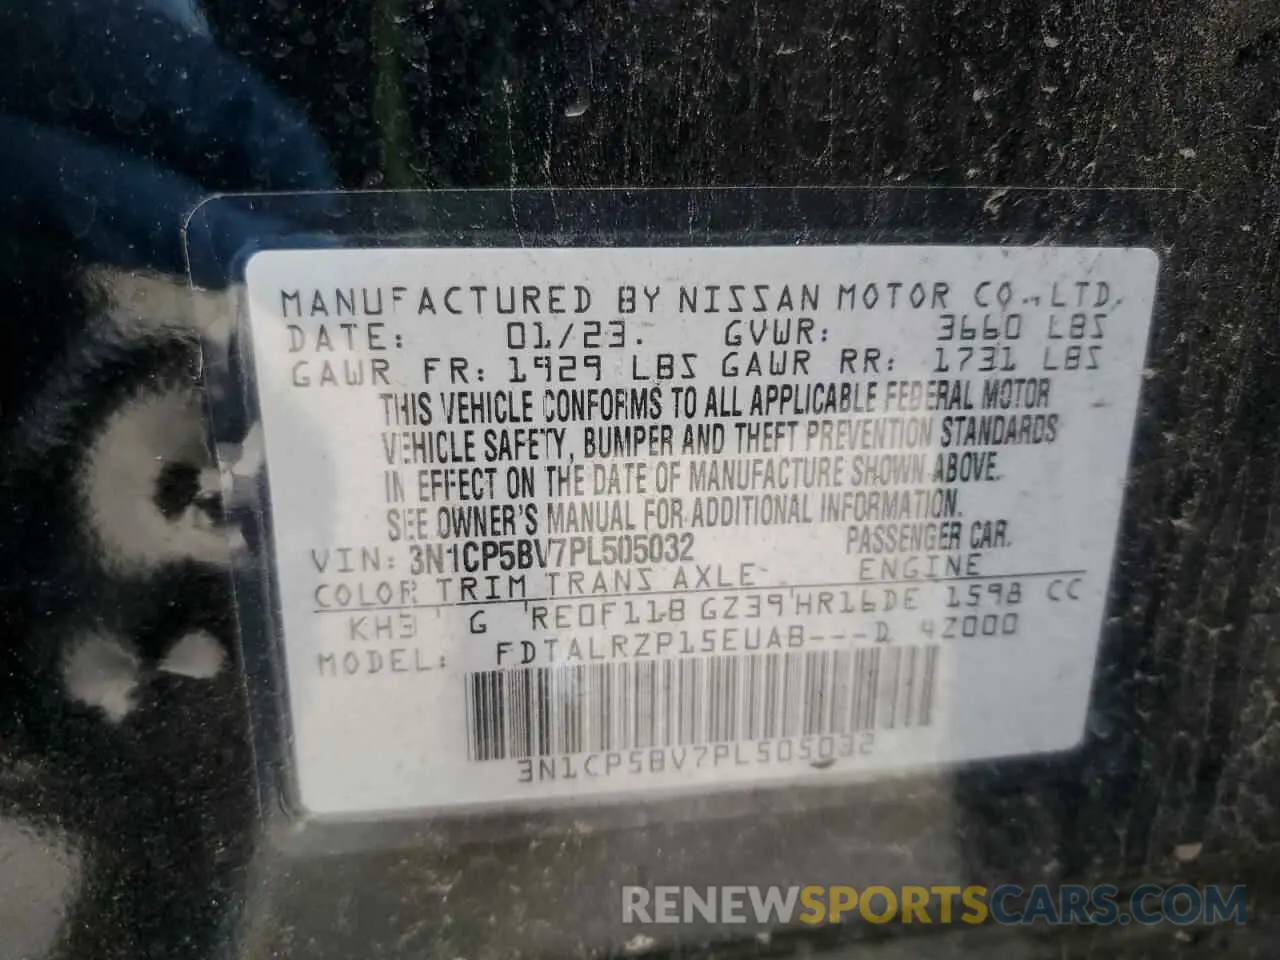 MANUFACTURED BY NISSAN MOTOR CO., LTD.
DATE: 01/23. GVWR: 3660 LBS
GAWR FR: 1929 LBS GAWR RR: 1731 LBS
THIS VEHICLE CONFORMS TO ALL APPLICABLE FEDERAL MOTOR
VEHICLE SAFETY, BUMPER AND THEFT PREVENTION STANDARDS
IN EFFECT ON THE DATE OF MANUFACTURE SHOWN ABOVE.
SEE OWNER'S MANUAL FOR ADDITIONAL INFORMATION.
VIN: 3N1CP5BV7PL505032 PASSENGER CAR.
COLOR TRIM TRANS AXLE ENGINE
KH3 G RE0F11B GZ39 HR16DE 1598 CC
MODEL: FDTALRZP15EUAB---D 42000
3N1CP5BV7PL505032
RENEWSPORTSCARS.COM